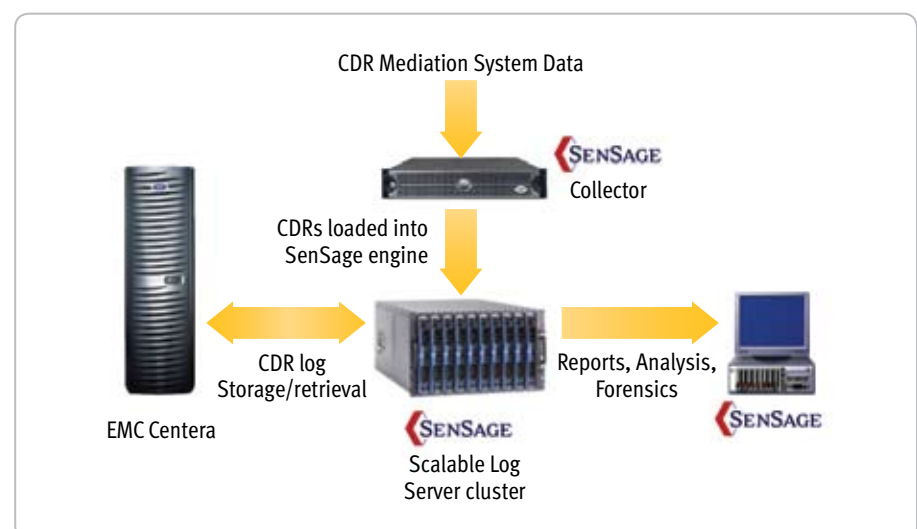 CDR Mediation System Data
SENSAGE
Collector
CDRs loaded into
SenSage engine
CDR log
Storage/retrieval
Reports, Analysis,
Forensics
EMC Centera
SENSAGE
Scalable Log
Server cluster
SENSAGE